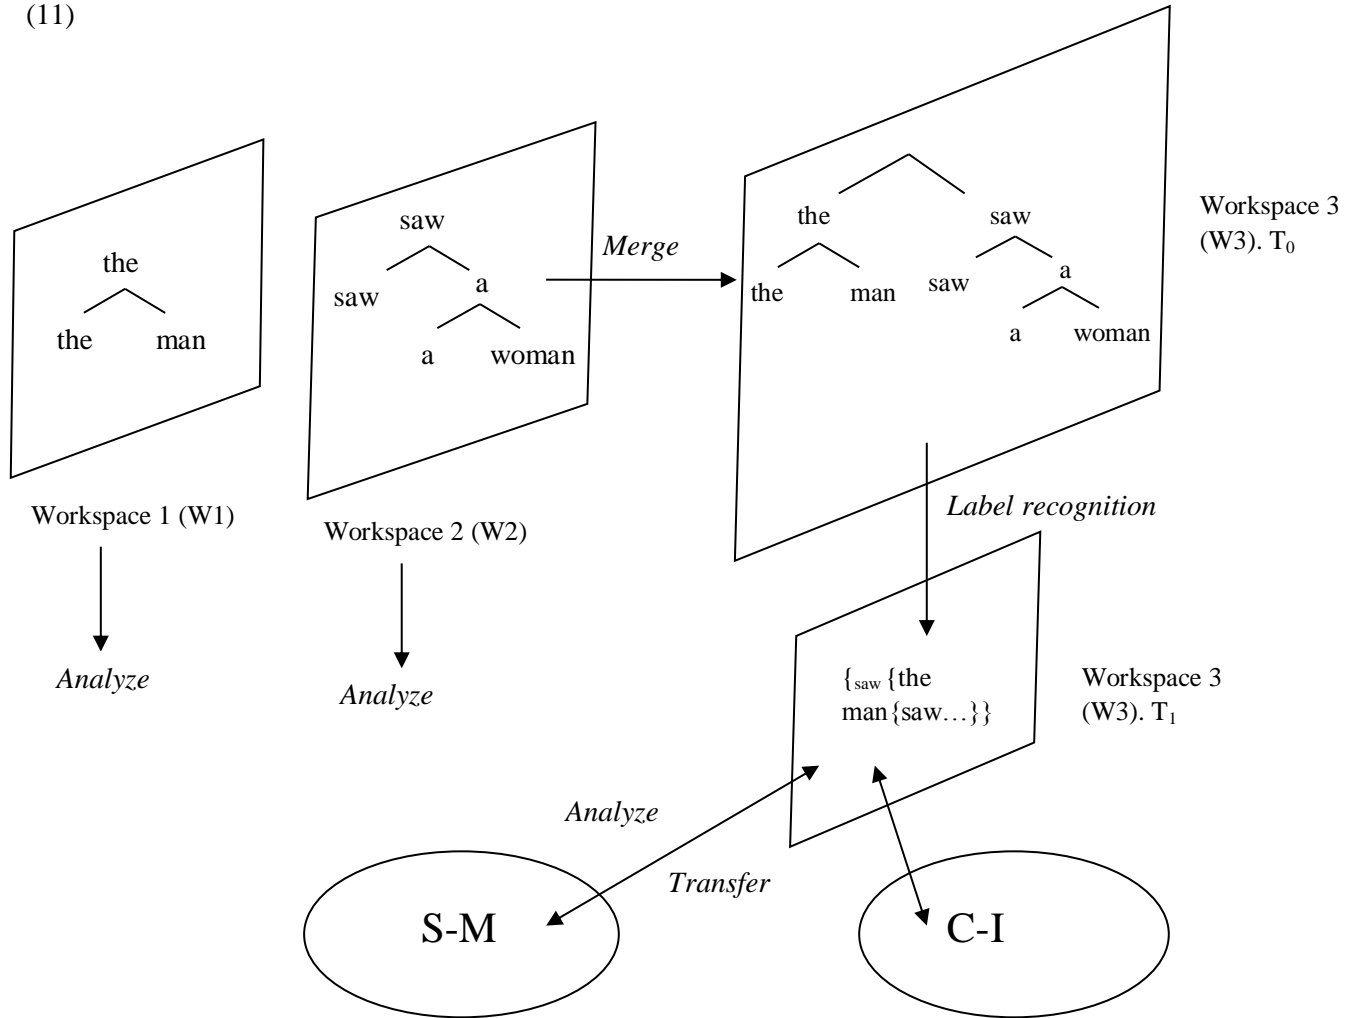 (11)
the
the man
Workspace 1 (W1)
Analyze
saw
saw a
a woman
Workspace 2 (W2)
Analyze
Merge
the saw
the man saw a
a woman
Workspace 3
(W3). T₀
Label recognition
{saw {the
man{saw…}}
Workspace 3
(W3). T₁
Analyze
Transfer
S-M
C-I